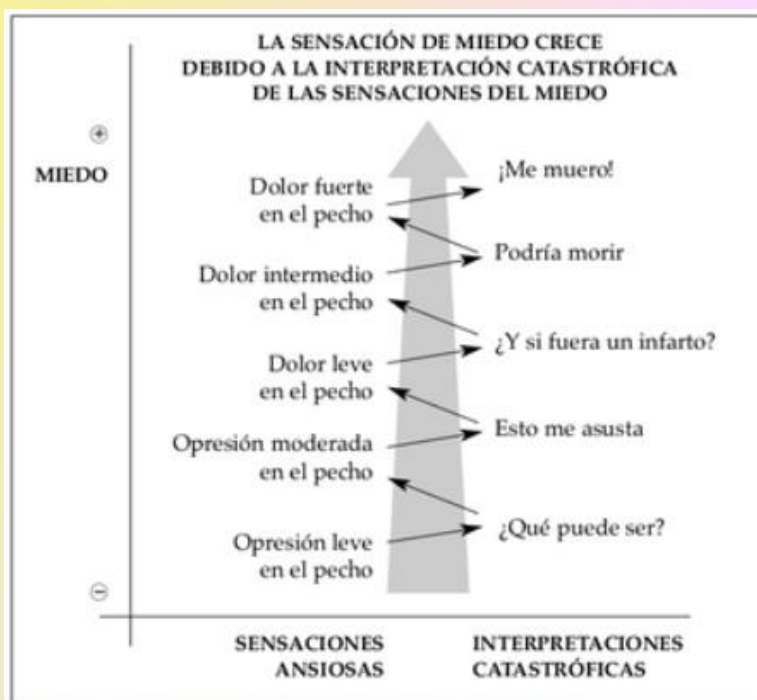 LA SENSACIÓN DE MIEDO CRECE
DEBIDO A LA INTERPRETACIÓN CATASTRÓFICA
DE LAS SENSACIONES DEL MIEDO
+
MIEDO
¡Me muero!
Dolor fuerte
en el pecho
Podría morir
Dolor intermedio
en el pecho
¿Y si fuera un infarto?
Dolor leve
en el pecho
Esto me asusta
Opresión moderada
en el pecho
¿Qué puede ser?
Opresión leve
en el pecho
−
SENSACIONES
ANSIOSAS
INTERPRETACIONES
CATASTRÓFICAS